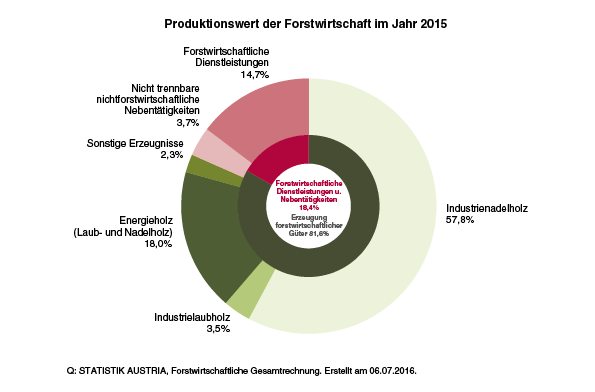 Produktionswert der Forstwirtschaft im Jahr 2015
Forstwirtschaftliche
Dienstleistungen
14,7%
Nicht trennbare
nichtforstwirtschaftliche
Nebentätigkeiten
3,7%
Sonstige Erzeugnisse
2,3%
Energieholz
(Laub- und Nadelholz)
18,0%
Industrielaubholz
3,5%
Forstwirtschaftliche
Dienstleistungen u.
Nebentätigkeiten
18,4%
Erzeugung
forstwirtschaftlicher
Güter 81,6%
Industrienadelholz
57,8%
Q: STATISTIK AUSTRIA, Forstwirtschaftliche Gesamtrechnung. Erstellt am 06.07.2016.